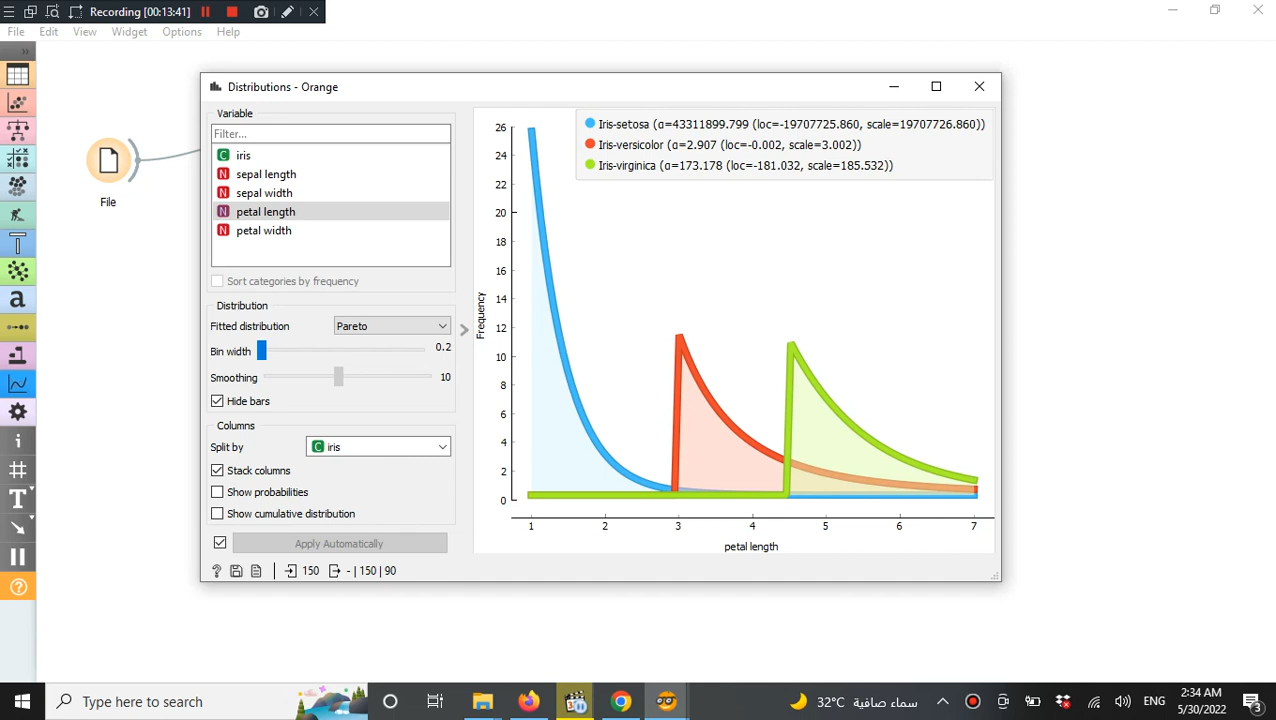 Recording [00:13:41]
File Edit View Widget Options Help
File
Distributions - Orange
Variable
Filter...
C iris
N sepal length
N sepal width
N petal length
N petal width
Sort categories by frequency
Distribution
Fitted distribution Pareto
Bin width 0.2
Smoothing 10
Hide bars
Columns
Split by C iris
Stack columns
Show probabilities
Show cumulative distribution
Apply Automatically
? 150 - | 150 | 90
Iris-setosa (α=43311893.799 (loc=-19707725.860, scale=19707726.860))
Iris-versicolor (α=2.907 (loc=-0.002, scale=3.002))
Iris-virginica (α=173.178 (loc=-181.032, scale=185.532))
Frequency
26
24
22
20
18
16
14
12
10
8
6
4
2
0
1 2 3 4 5 6 7
petal length
Type here to search
32°C سماء صافية
ENG
2:34 AM
5/30/2022
3